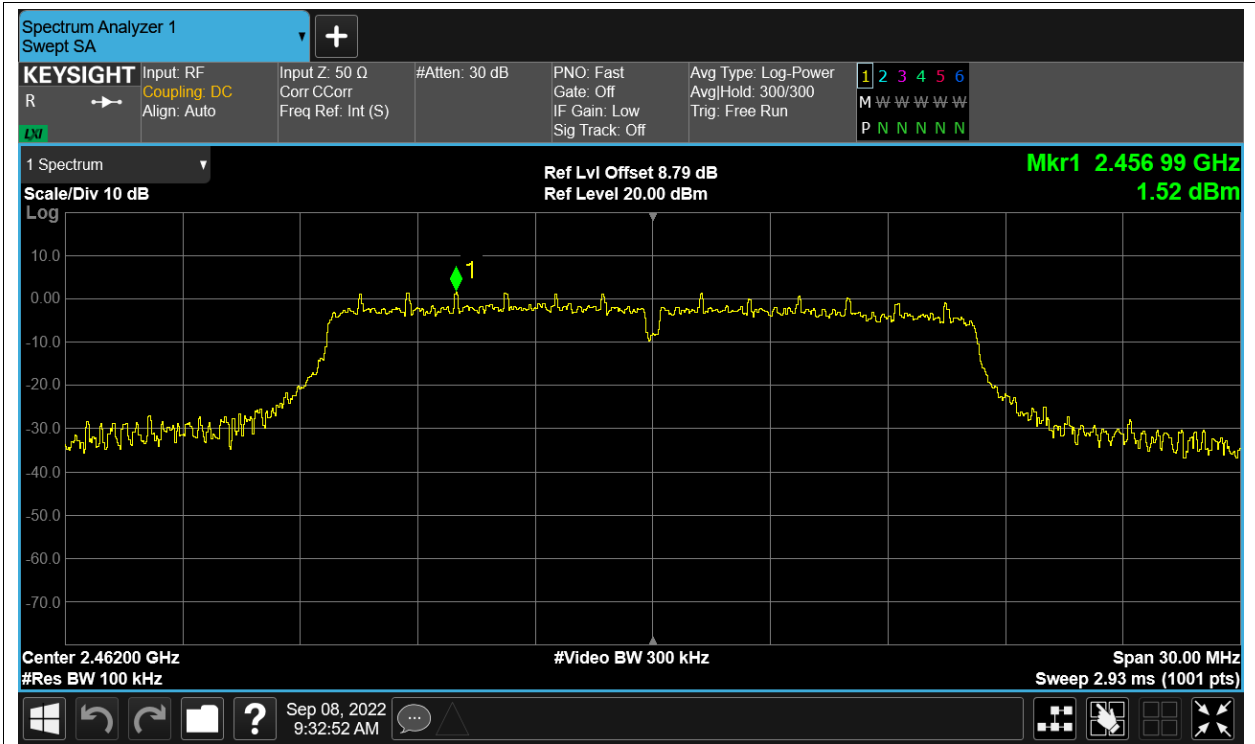 Spectrum Analyzer 1
Swept SA
KEYSIGHT
R
LXI
Input: RF
Coupling: DC
Align: Auto
Input Z: 50 Ω
Corr CCorr
Freq Ref: Int (S)
#Atten: 30 dB
PNO: Fast
Gate: Off
IF Gain: Low
Sig Track: Off
Avg Type: Log-Power
Avg|Hold: 300/300
Trig: Free Run
1 2 3 4 5 6
M W W W W W
P N N N N N
1 Spectrum
Scale/Div 10 dB
Log
Ref Lvl Offset 8.79 dB
Ref Level 20.00 dBm
Mkr1 2.456 99 GHz
1.52 dBm
1
10.0
0.00
-10.0
-20.0
-30.0
-40.0
-50.0
-60.0
-70.0
Center 2.46200 GHz
#Res BW 100 kHz
#Video BW 300 kHz
Span 30.00 MHz
Sweep 2.93 ms (1001 pts)
?
Sep 08, 2022
9:32:52 AM